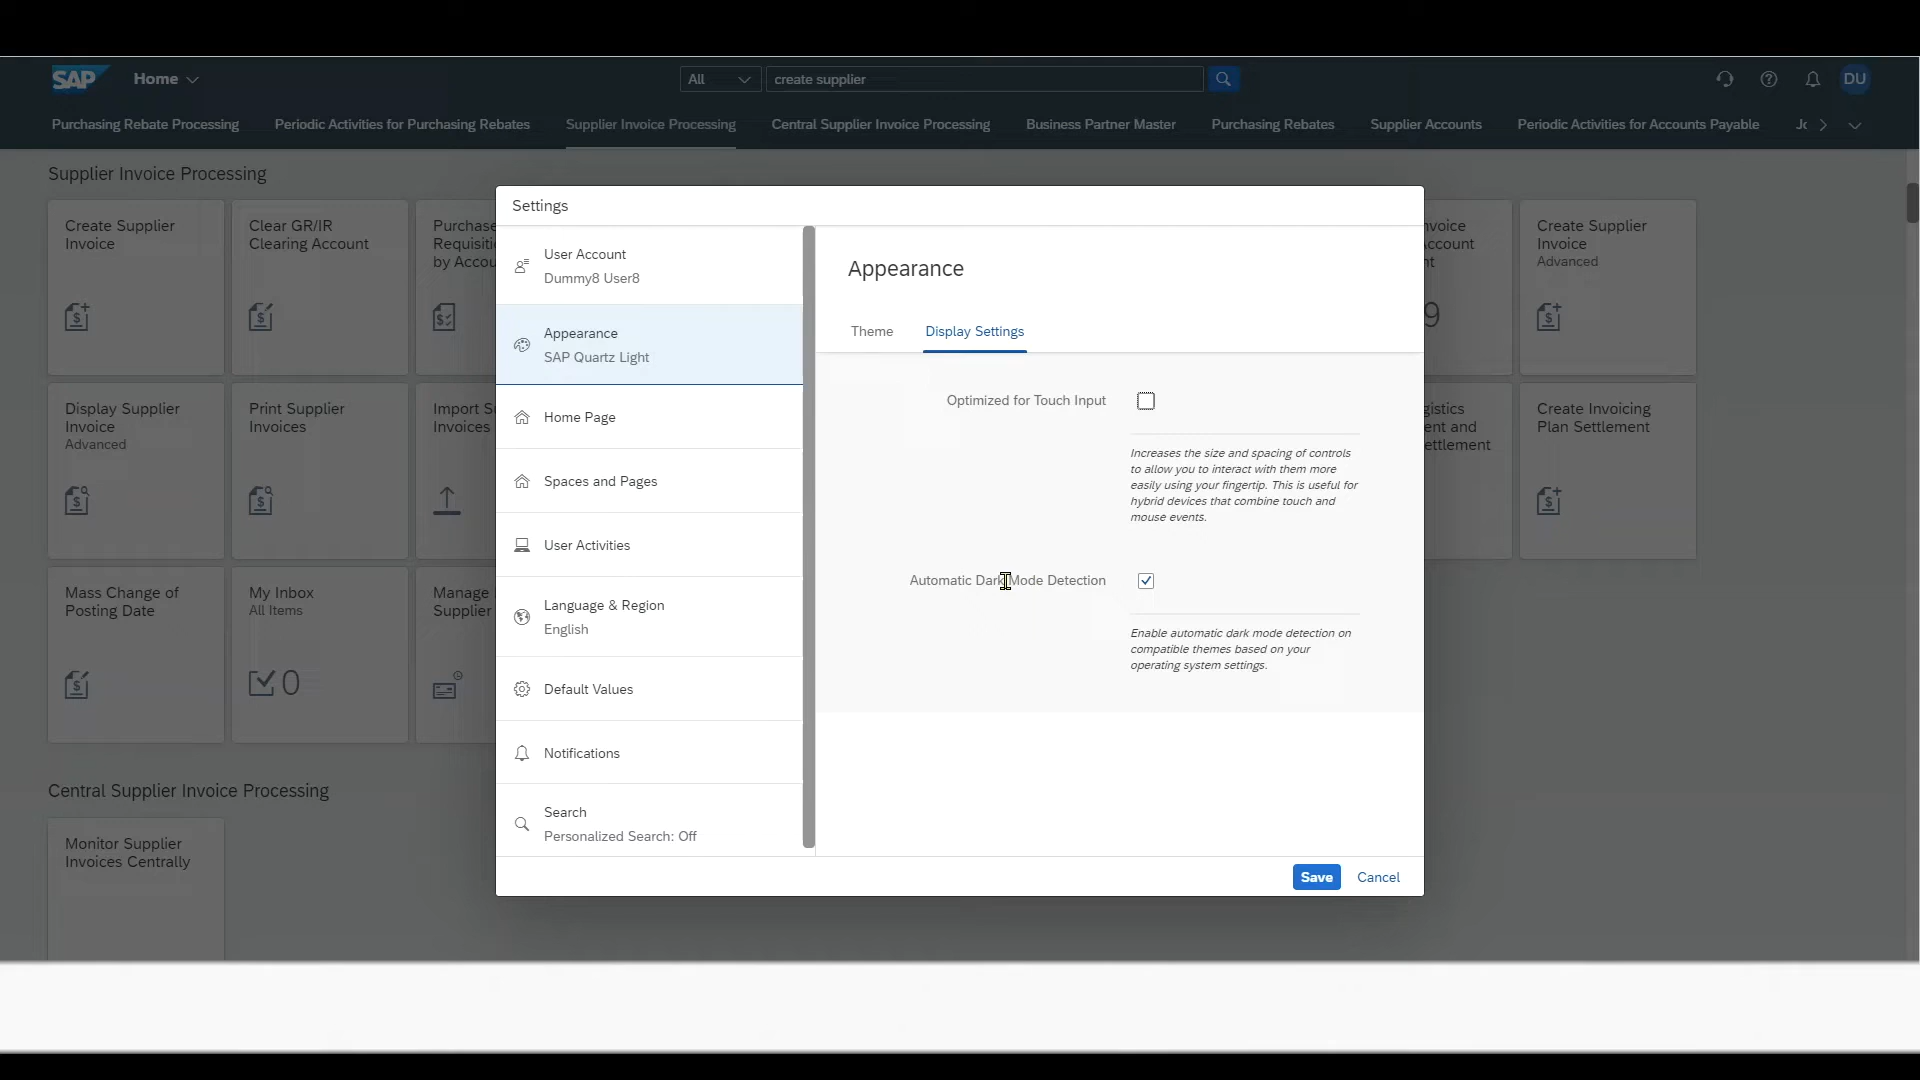 SAP
Home
All
create supplier
DU
Purchasing Rebate Processing
Periodic Activities for Purchasing Rebates
Supplier Invoice Processing
Central Supplier Invoice Processing
Business Partner Master
Purchasing Rebates
Supplier Accounts
Periodic Activities for Accounts Payable
Jc
Supplier Invoice Processing
Create Supplier
Invoice
Clear GR/IR
Clearing Account
Purchase
Requisiti
by Accou
nvoice
ccount
nt
9
Create Supplier
Invoice
Advanced
Display Supplier
Invoice
Advanced
Print Supplier
Invoices
Import S
Invoices
gistics
ent and
ettlement
Create Invoicing
Plan Settlement
Mass Change of
Posting Date
My Inbox
All Items
0
Manage
Supplier
Central Supplier Invoice Processing
Monitor Supplier
Invoices Centrally
Settings
User Account
Dummy8 User8
Appearance
SAP Quartz Light
Home Page
Spaces and Pages
User Activities
Language & Region
English
Default Values
Notifications
Search
Personalized Search: Off
Appearance
Theme
Display Settings
Optimized for Touch Input
Increases the size and spacing of controls
to allow you to interact with them more
easily using your fingertip. This is useful for
hybrid devices that combine touch and
mouse events.
Automatic Dark Mode Detection
Enable automatic dark mode detection on
compatible themes based on your
operating system settings.
Save
Cancel